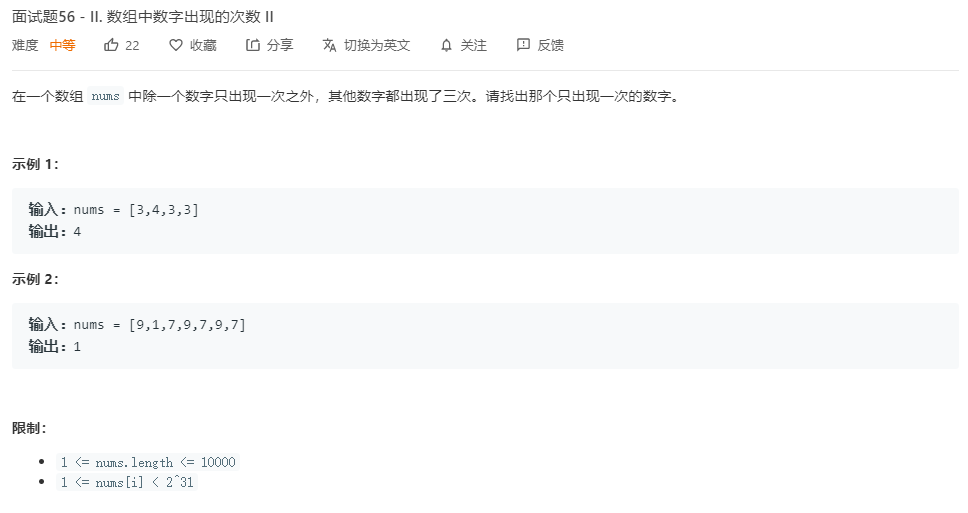 面试题56 - II. 数组中数字出现的次数 II
难度 中等 22 收藏 分享 切换为英文 关注 反馈
在一个数组 nums 中除一个数字只出现一次之外，其他数字都出现了三次。请找出那个只出现一次的数字。
示例 1：
输入：nums = [3,4,3,3]
输出：4
示例 2：
输入：nums = [9,1,7,9,7,9,7]
输出：1
限制：
1 <= nums.length <= 10000
1 <= nums[i] < 2^31